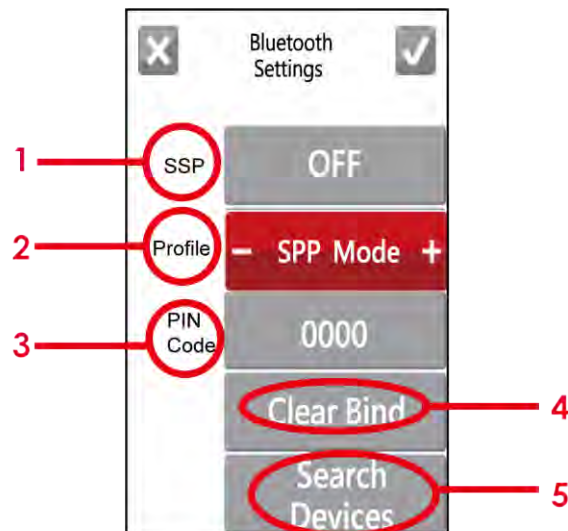 Bluetooth
Settings
1
SSP
OFF
2
Profile
– SPP Mode +
3
PIN
Code
0000
Clear Bind
4
Search
Devices
5